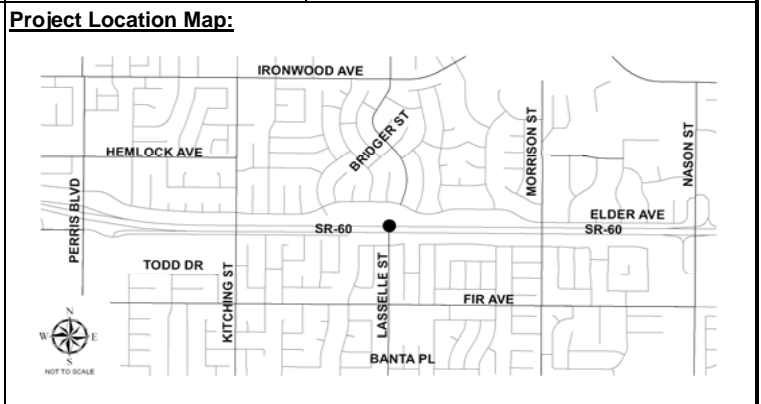 Project Location Map:
IRONWOOD AVE
BRIDGER ST
HEMLOCK AVE
MORRISON ST
NASON ST
PERRIS BLVD
ELDER AVE
SR-60
SR-60
TODD DR
KITCHING ST
LASSELLE ST
FIR AVE
BANTA PL
N
W
E
S
NOT TO SCALE